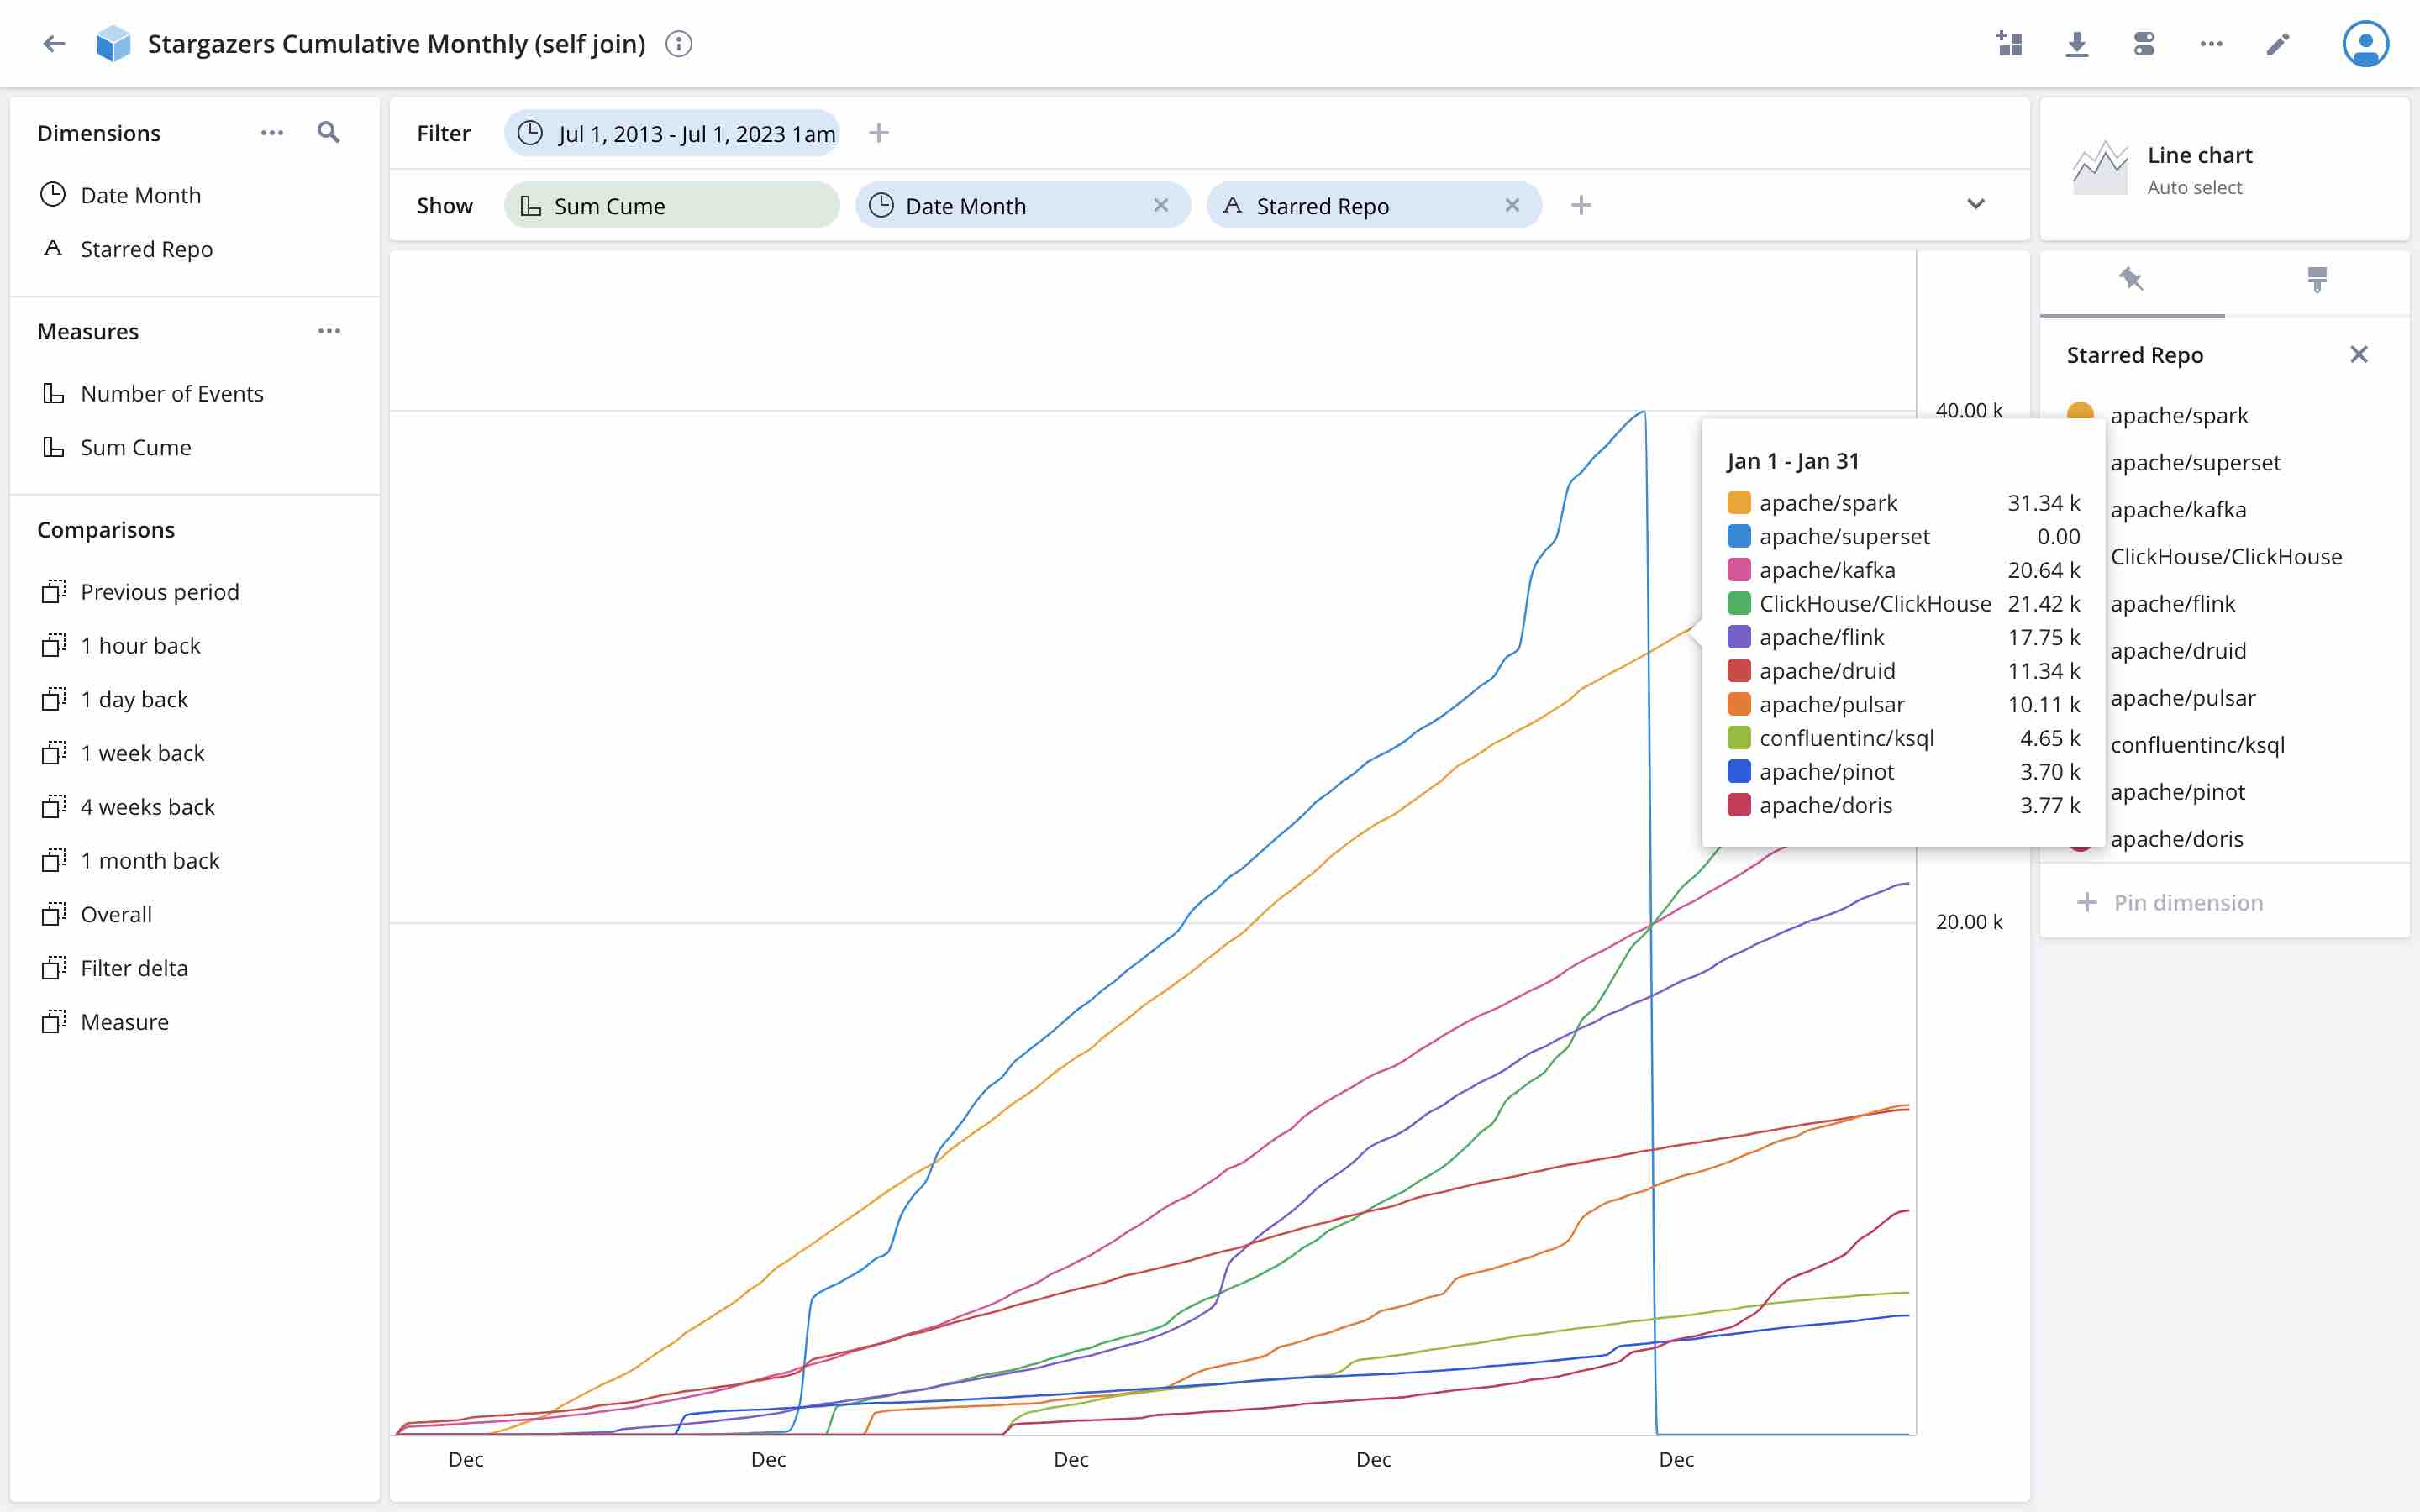 Stargazers Cumulative Monthly (self join)
Dimensions
Date Month
Starred Repo
Measures
Number of Events
Sum Cume
Comparisons
Previous period
1 hour back
1 day back
1 week back
4 weeks back
1 month back
Overall
Filter delta
Measure
Filter
Jul 1, 2013 - Jul 1, 2023 1am
Show
Sum Cume
Date Month
Starred Repo
40.00 k
20.00 k
Dec
Dec
Dec
Dec
Dec
Jan 1 - Jan 31
apache/spark 31.34 k
apache/superset 0.00
apache/kafka 20.64 k
ClickHouse/ClickHouse 21.42 k
apache/flink 17.75 k
apache/druid 11.34 k
apache/pulsar 10.11 k
confluentinc/ksql 4.65 k
apache/pinot 3.70 k
apache/doris 3.77 k
Line chart
Auto select
Starred Repo
apache/spark
apache/superset
apache/kafka
ClickHouse/ClickHouse
apache/flink
apache/druid
apache/pulsar
confluentinc/ksql
apache/pinot
apache/doris
Pin dimension